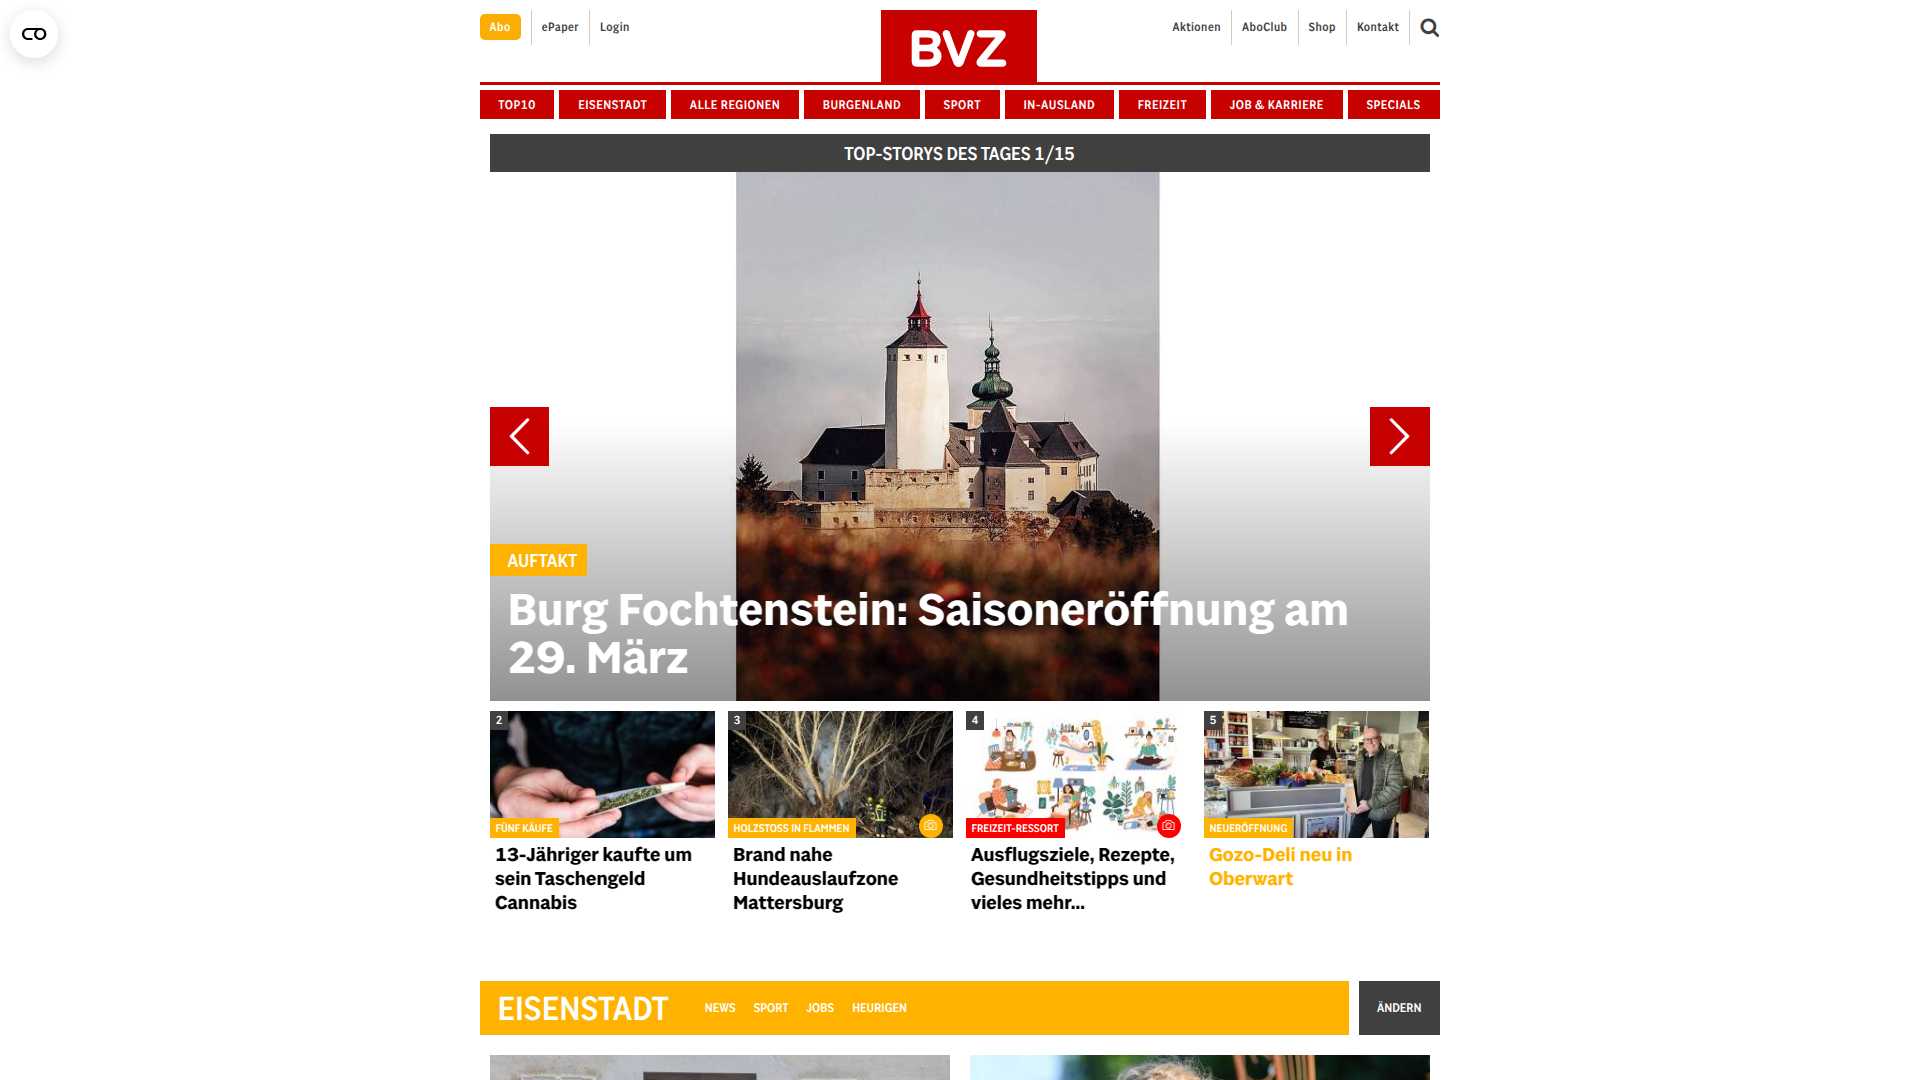 Abo
ePaper
Login
BVZ
Aktionen
AboClub
Shop
Kontakt
TOP10
EISENSTADT
ALLE REGIONEN
BURGENLAND
SPORT
IN-AUSLAND
FREIZEIT
JOB & KARRIERE
SPECIALS
TOP-STORYS DES TAGES 1/15
AUFTAKT
Burg Fochtenstein: Saisoneröffnung am
29. März
2
FÜNF KÄUFE
13-Jähriger kaufte um
sein Taschengeld
Cannabis
3
HOLZSTOSS IN FLAMMEN
Brand nahe
Hundeauslaufzone
Mattersburg
4
FREIZEIT-RESSORT
Ausflugsziele, Rezepte,
Gesundheitstipps und
vieles mehr...
5
NEUERÖFFNUNG
Gozo-Deli neu in
Oberwart
EISENSTADT
NEWS
SPORT
JOBS
HEURIGEN
ÄNDERN